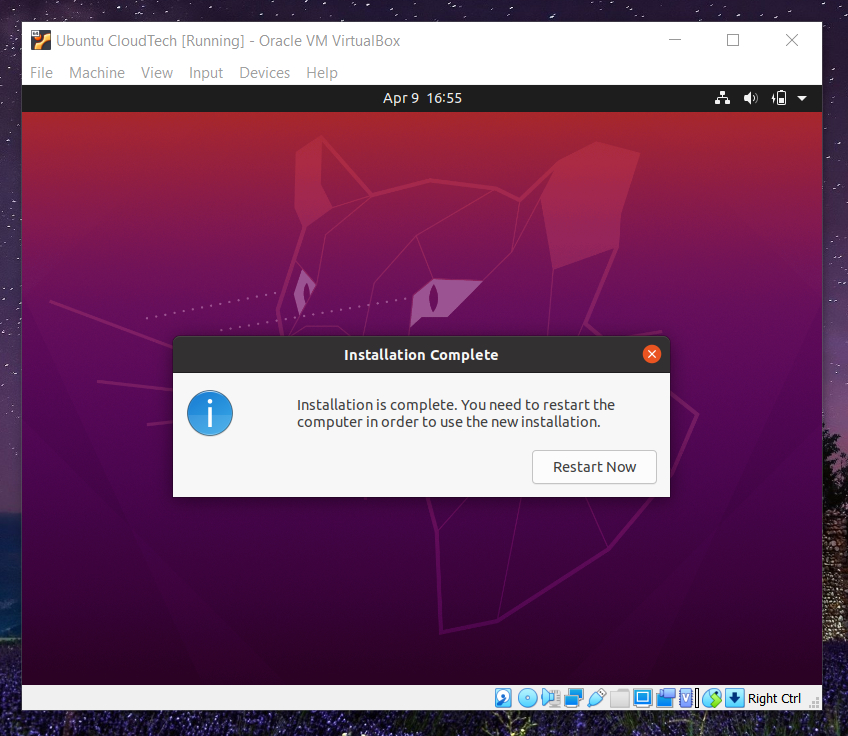 Ubuntu CloudTech [Running] - Oracle VM VirtualBox
File Machine View Input Devices Help
Apr 9 16:55
Installation Complete
Installation is complete. You need to restart the
computer in order to use the new installation.
Restart Now
Right Ctrl